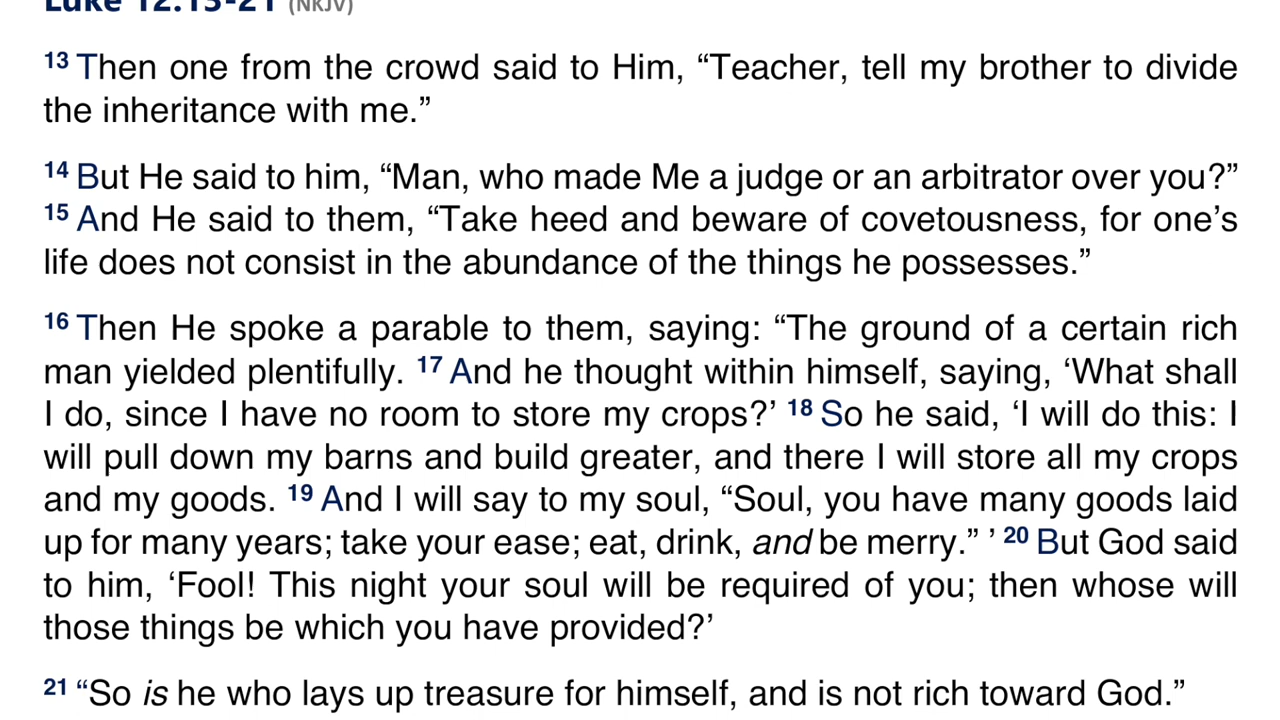 Luke 12:13-21 (NKJV)
13 Then one from the crowd said to Him, “Teacher, tell my brother to divide
the inheritance with me.”
14 But He said to him, “Man, who made Me a judge or an arbitrator over you?”
15 And He said to them, “Take heed and beware of covetousness, for one’s
life does not consist in the abundance of the things he possesses.”
16 Then He spoke a parable to them, saying: “The ground of a certain rich
man yielded plentifully. 17 And he thought within himself, saying, ‘What shall
I do, since I have no room to store my crops?’ 18 So he said, ‘I will do this: I
will pull down my barns and build greater, and there I will store all my crops
and my goods. 19 And I will say to my soul, “Soul, you have many goods laid
up for many years; take your ease; eat, drink, and be merry.” ’ 20 But God said
to him, ‘Fool! This night your soul will be required of you; then whose will
those things be which you have provided?’
21 “So is he who lays up treasure for himself, and is not rich toward God.”